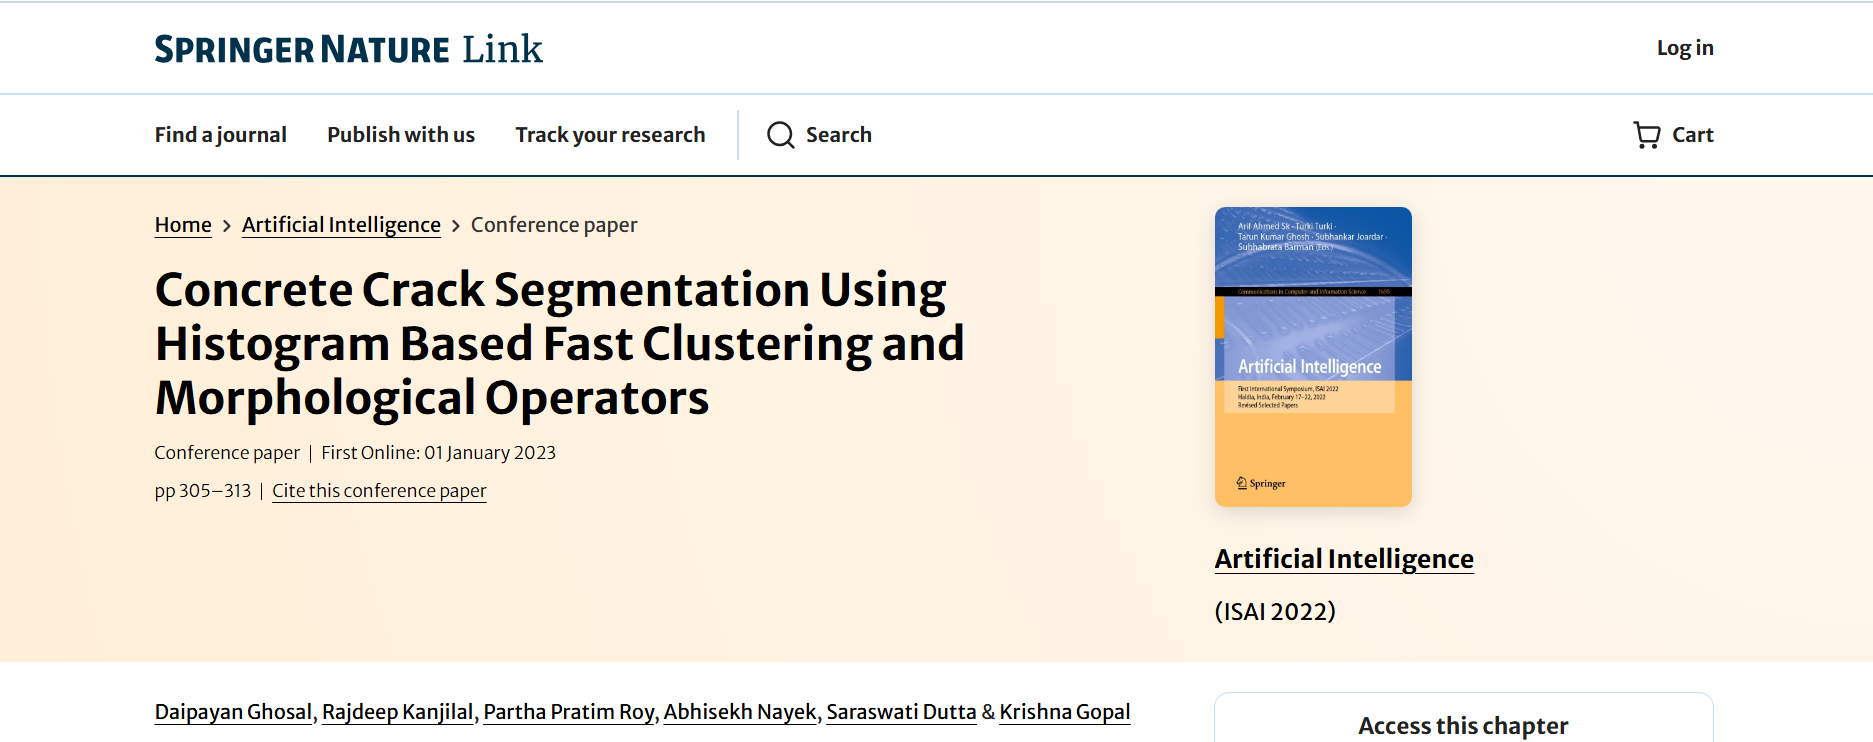 SPRINGER NATURE Link
Log in
Find a journal
Publish with us
Track your research
Search
Cart
Home > Artificial Intelligence > Conference paper
Concrete Crack Segmentation Using
Histogram Based Fast Clustering and
Morphological Operators
Conference paper | First Online: 01 January 2023
pp 305–313 | Cite this conference paper
Arif Ahmed Sk · Turki Turki ·
Tarun Kumar Ghosh · Subhankar Joardar ·
Subhabrata Barman (Eds.)
Communications in Computer and Information Science 1695
Artificial Intelligence
First International Symposium, ISAI 2022
Haldia, India, February 17–22, 2022
Revised Selected Papers
Springer
Artificial Intelligence
(ISAI 2022)
Daipayan Ghosal, Rajdeep Kanjilal, Partha Pratim Roy, Abhisekh Nayek, Saraswati Dutta & Krishna Gopal
Access this chapter